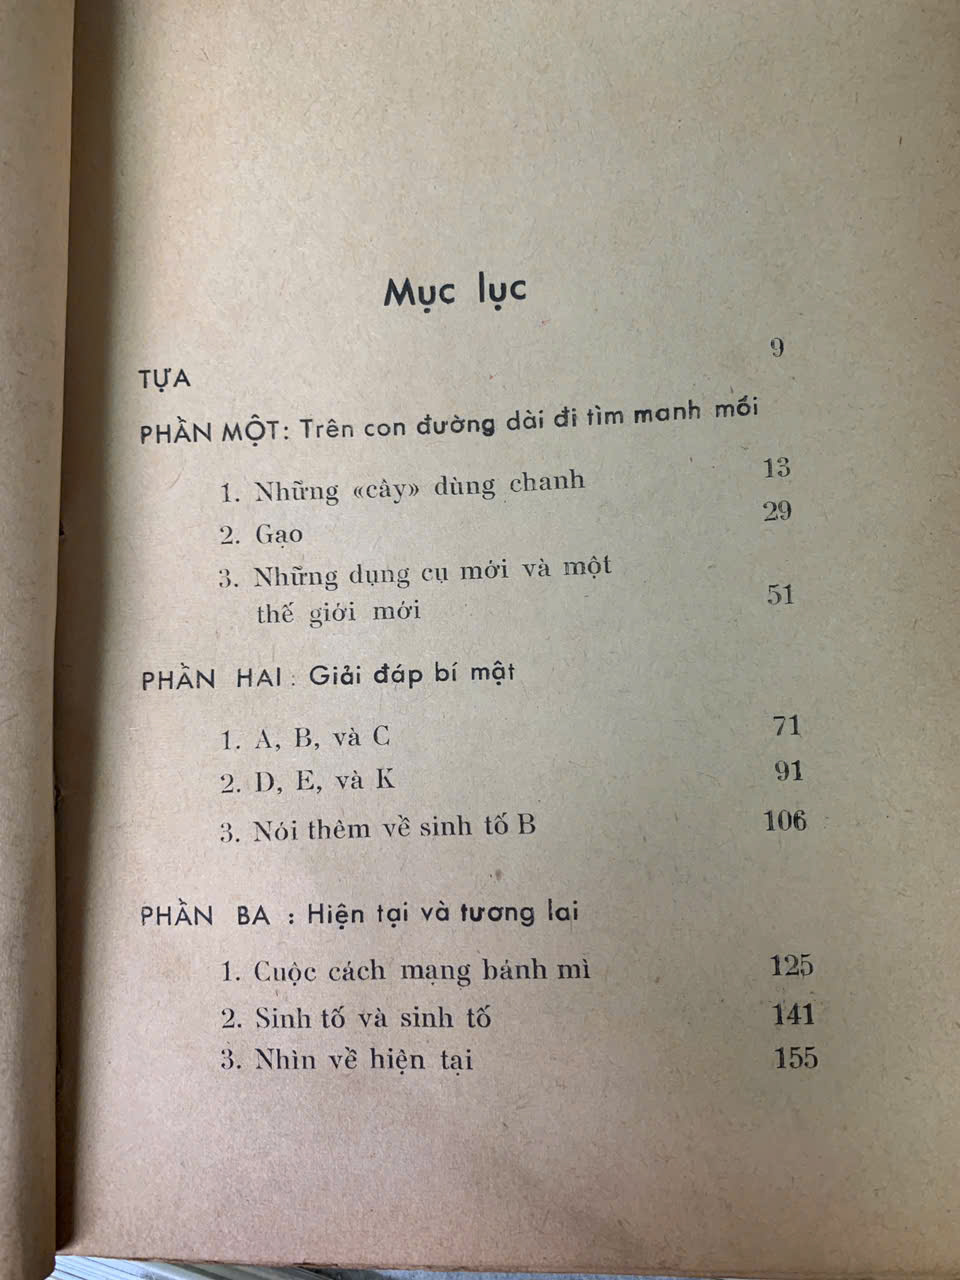 Mục lục
TỰA 9
PHẦN MỘT: Trên con đường dài đi tìm manh mối
1. Những «cây» dùng chanh 13
2. Gạo 29
3. Những dụng cụ mới và một
thế giới mới 51
PHẦN HAI : Giải đáp bí mật
1. A, B, và C 71
2. D, E, và K 91
3. Nói thêm về sinh tố B 106
PHẦN BA : Hiện tại và tương lai
1. Cuộc cách mạng bánh mì 125
2. Sinh tố và sinh tố 141
3. Nhìn về hiện tại 155